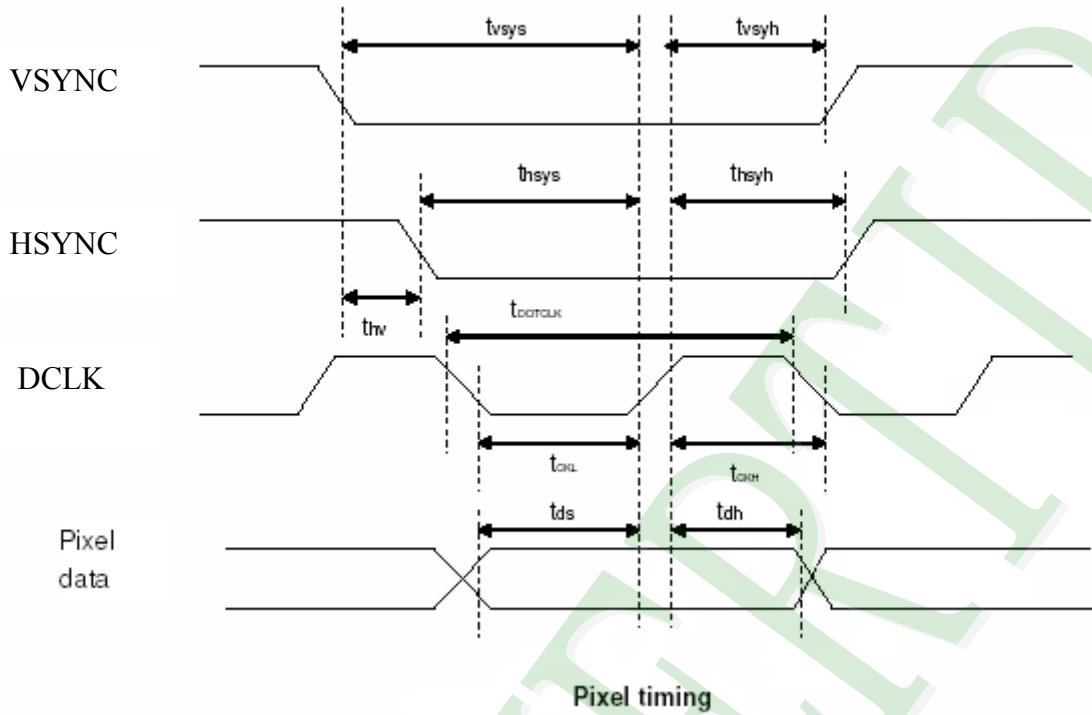 tvsys tvsyh
VSYNC
thsys thsyh
HSYNC
thv
tDOTCLK
DCLK
tCKL
tCKH
tds tdh
Pixel
data
Pixel timing